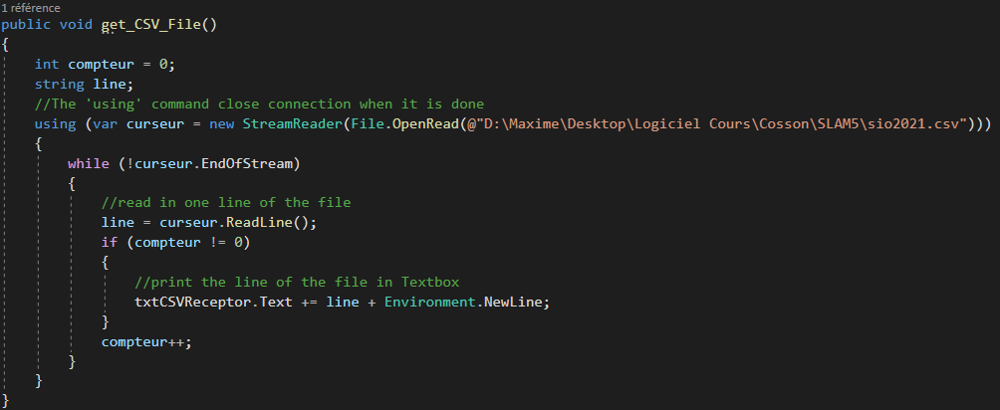 1 référence
public void get_CSV_File()
{
int compteur = 0;
string line;
//The 'using' command close connection when it is done
using (var curseur = new StreamReader(File.OpenRead(@"D:\Maxime\Desktop\Logiciel Cours\Cosson\SLAM5\sio2021.csv")))
{
while (!curseur.EndOfStream)
{
//read in one line of the file
line = curseur.ReadLine();
if (compteur != 0)
{
//print the line of the file in Textbox
txtCSVReceptor.Text += line + Environment.NewLine;
}
compteur++;
}
}
}